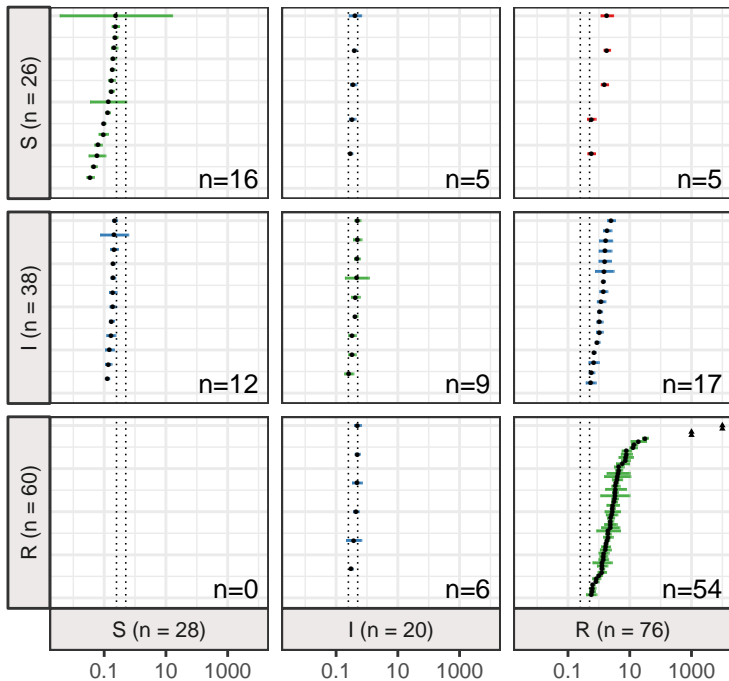 S (n = 26)
n=16
n=5
n=5
I (n = 38)
n=12
n=9
n=17
R (n = 60)
n=0
n=6
n=54
S (n = 28)
I (n = 20)
R (n = 76)
0.1 10 1000
0.1 10 1000
0.1 10 1000